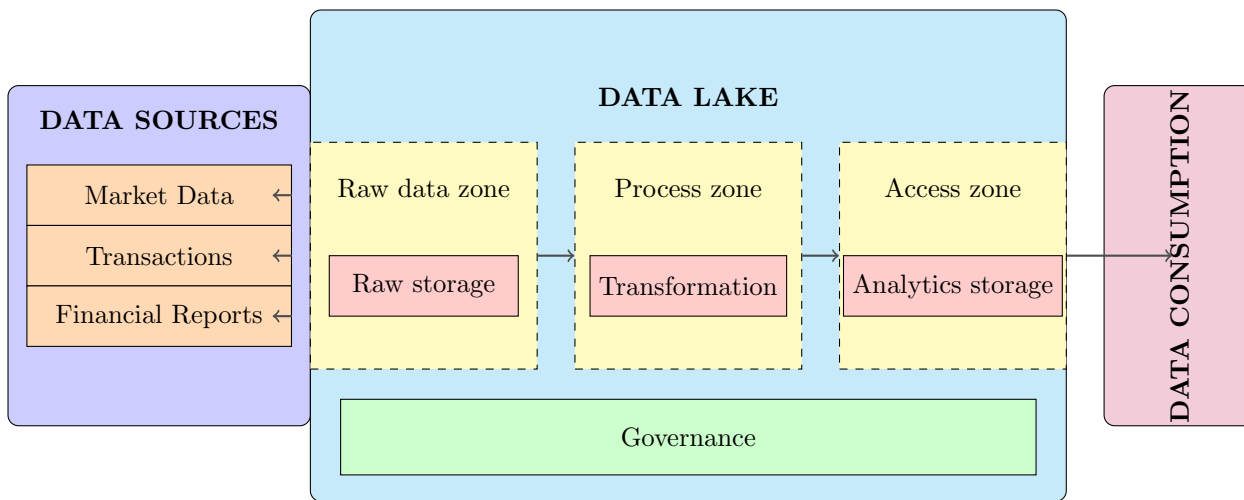 DATA SOURCES
Market Data
Transactions
Financial Reports
DATA LAKE
Raw data zone
Raw storage
Process zone
Transformation
Access zone
Analytics storage
Governance
DATA CONSUMPTION